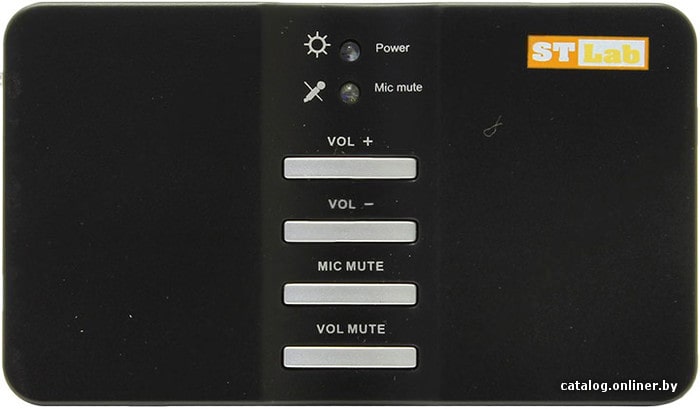 Power
ST Lab
Mic mute
VOL +
VOL −
MIC MUTE
VOL MUTE
catalog.onliner.by